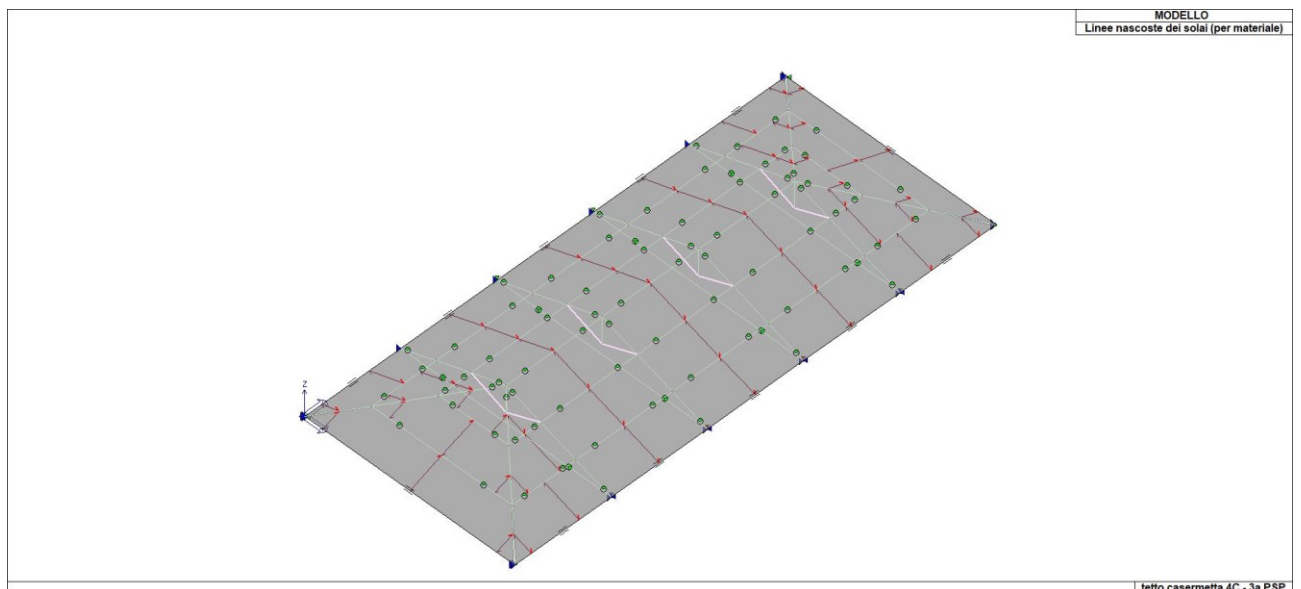 MODELLO
Linee nascoste dei solai (per materiale)
Z
tetto casermetta 4C - 3a PSP